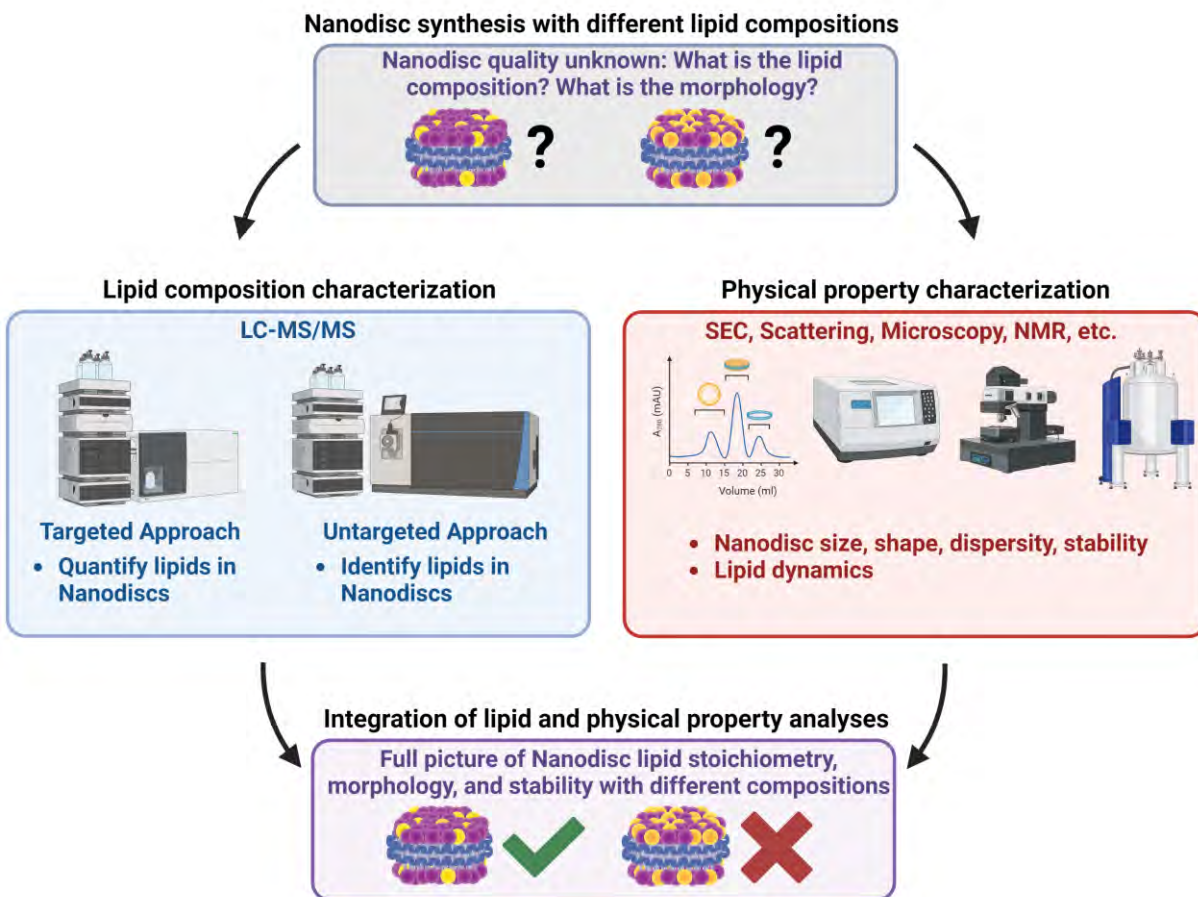 Nanodisc synthesis with different lipid compositions
Nanodisc quality unknown: What is the lipid
composition? What is the morphology?
? ?
Lipid composition characterization
LC-MS/MS
Targeted Approach
• Quantify lipids in
Nanodiscs
Untargeted Approach
• Identify lipids in
Nanodiscs
Physical property characterization
SEC, Scattering, Microscopy, NMR, etc.
(mAU)
0 5 10 15 20 25 30
Volume (ml)
• Nanodisc size, shape, dispersity, stability
• Lipid dynamics
Integration of lipid and physical property analyses
Full picture of Nanodisc lipid stoichiometry,
morphology, and stability with different compositions